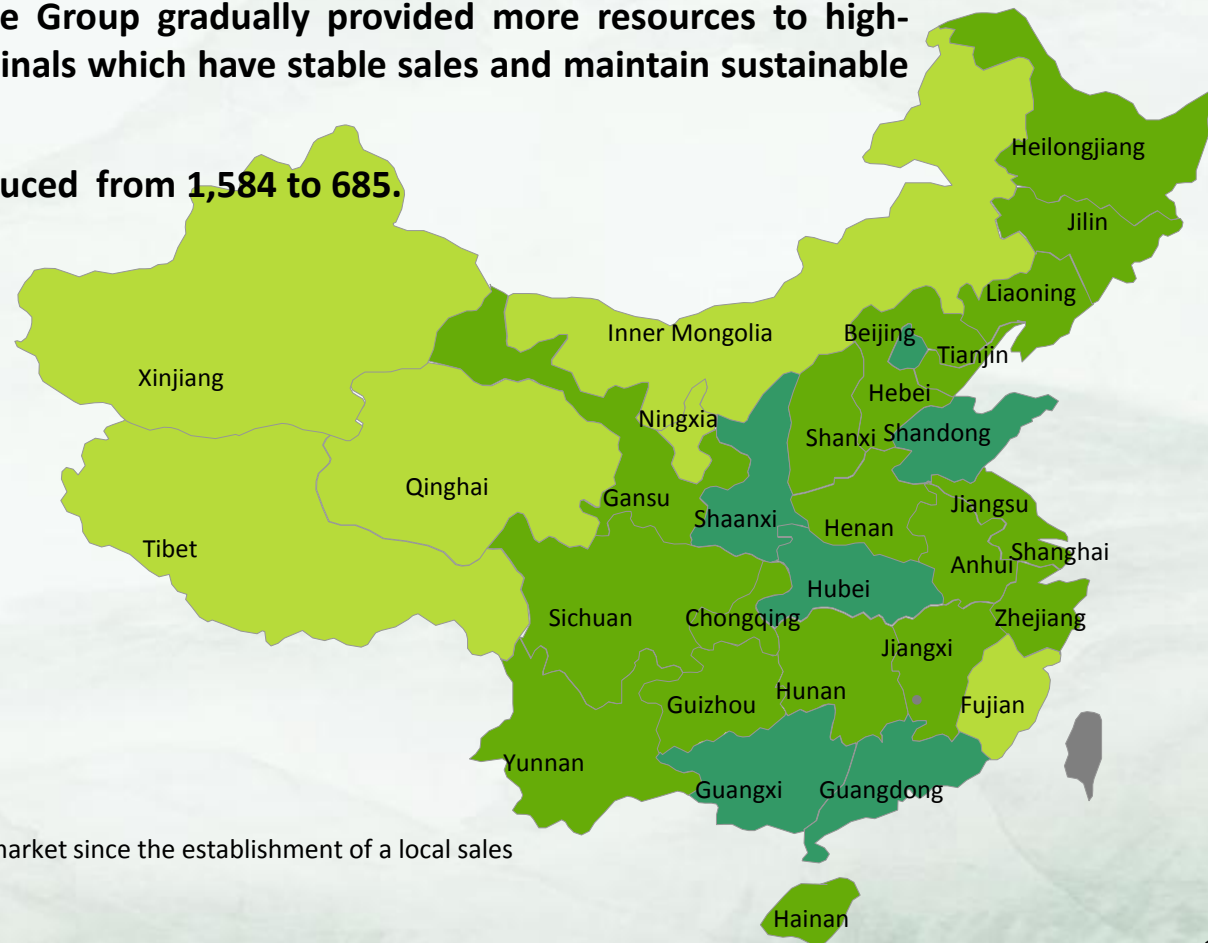 e Group gradually provided more resources to high-
inals which have stable sales and maintain sustainable
Heilongjiang
uced from 1,584 to 685.
Jilin
Liaoning
Inner Mongolia
Beijing
Tianjin
Xinjiang
Hebei
Ningxia
Shanxi
Shandong
Qinghai
Gansu
Jiangsu
Shaanxi
Henan
Tibet
Shanghai
Anhui
Hubei
Sichuan
Chongqing
Zhejiang
Jiangxi
Hunan
Guizhou
Fujian
Yunnan
Guangxi
Guangdong
narket since the establishment of a local sales
Hainan